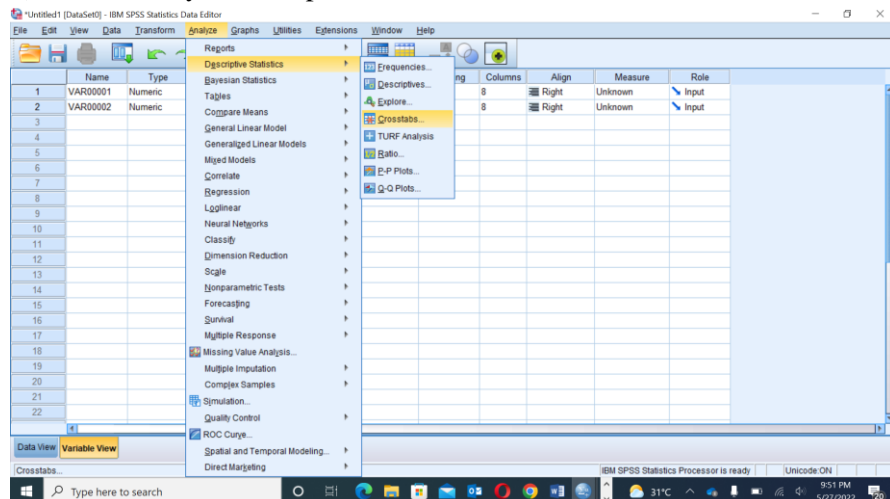 *Untitled1 [DataSet0] - IBM SPSS Statistics Data Editor
File Edit View Data Transform Analyze Graphs Utilities Extensions Window Help
Name Type ng Columns Align Measure Role
1 VAR00001 Numeric 8 Right Unknown Input
2 VAR00002 Numeric 8 Right Unknown Input
3
4
5
6
7
8
9
10
11
12
13
14
15
16
17
18
19
20
21
22
Reports
Descriptive Statistics
Bayesian Statistics
Tables
Compare Means
General Linear Model
Generalized Linear Models
Mixed Models
Correlate
Regression
Loglinear
Neural Networks
Classify
Dimension Reduction
Scale
Nonparametric Tests
Forecasting
Survival
Multiple Response
Missing Value Analysis...
Multiple Imputation
Complex Samples
Simulation...
Quality Control
ROC Curve...
Spatial and Temporal Modeling...
Direct Marketing
Frequencies...
Descriptives...
Explore...
Crosstabs...
TURF Analysis
Ratio...
P-P Plots...
Q-Q Plots...
Data View Variable View
Crosstabs... IBM SPSS Statistics Processor is ready Unicode:ON
Type here to search 31°C 9:51 PM
5/27/2022